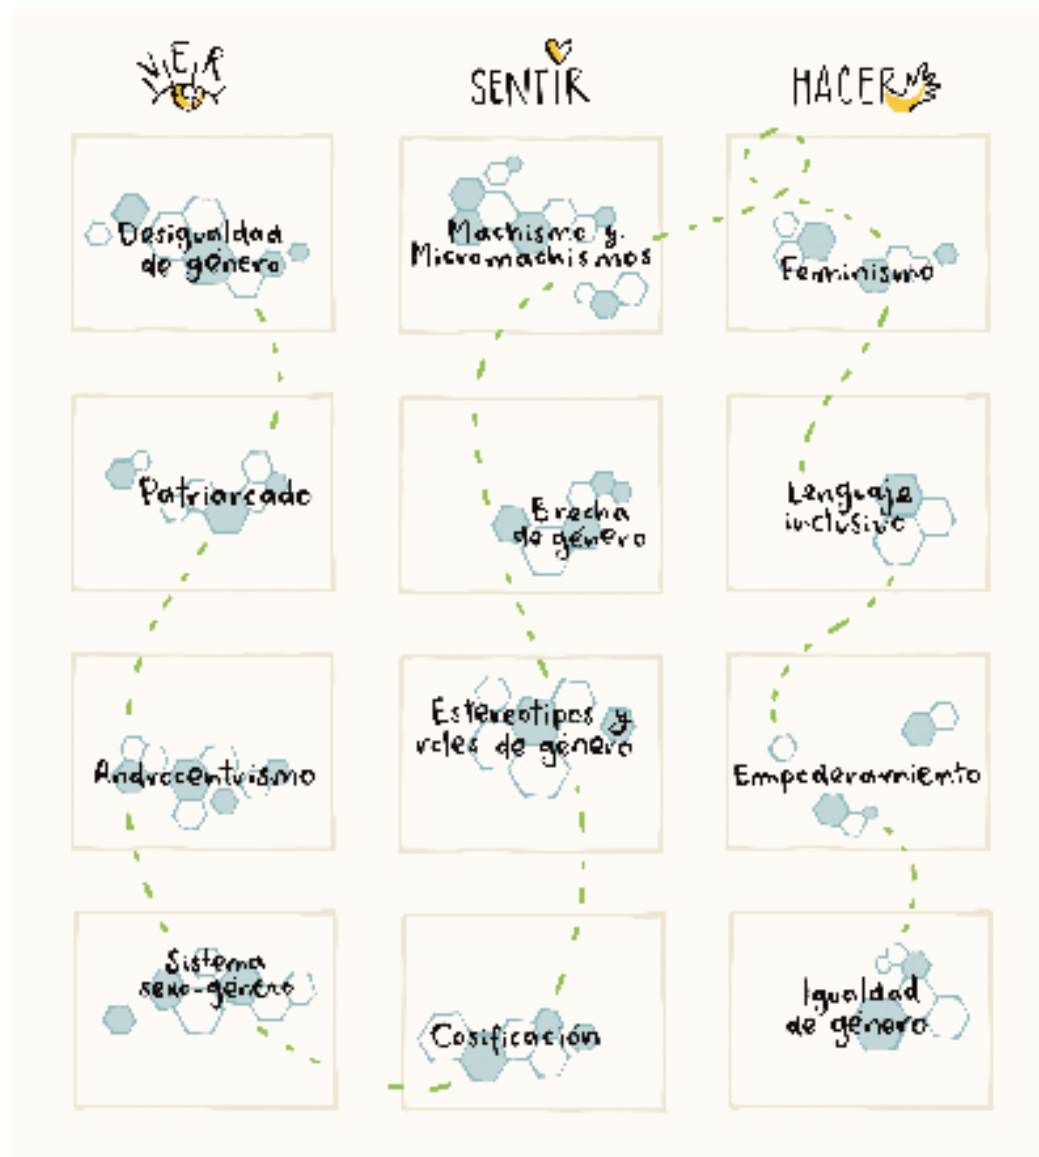 VER
SENTIR
HACER
Desigualdad
de género
Machismo y
Micromachismos
Feminismo
Patriarcado
Brecha
de género
Lenguaje
inclusivo
Androcentrismo
Estereotipos y
roles de género
Empoderamiento
Sistema
sexo-género
Cosificación
Igualdad
de género